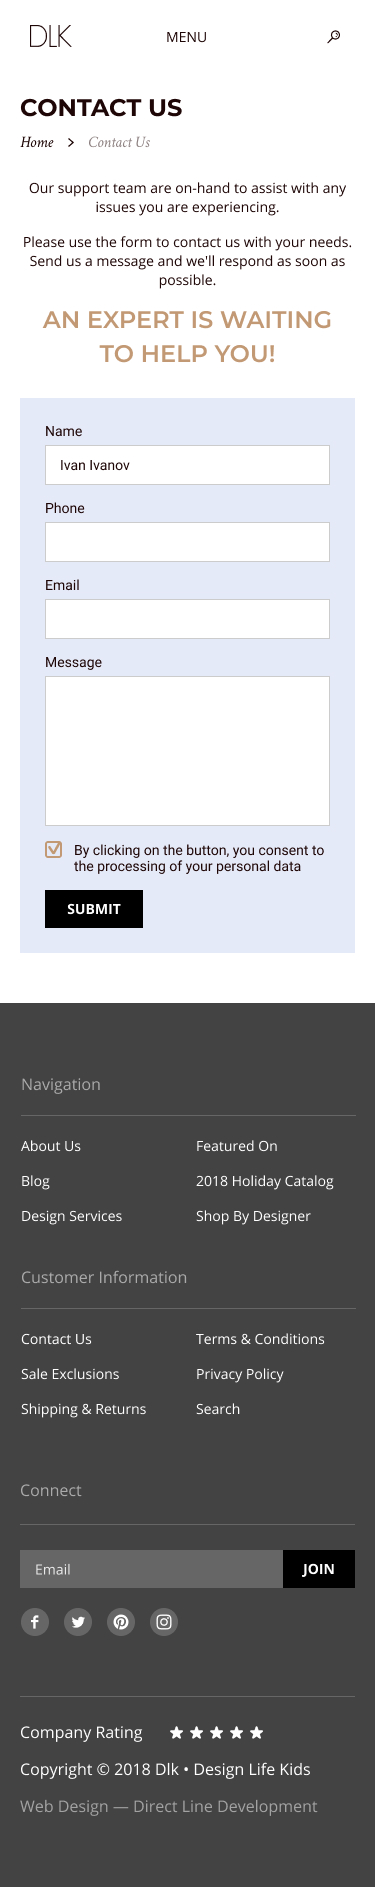 DLK
MENU
CONTACT US
Home > Contact Us
Our support team are on-hand to assist with any
issues you are experiencing.
Please use the form to contact us with your needs.
Send us a message and we'll respond as soon as
possible.
AN EXPERT IS WAITING
TO HELP YOU!
Name
Ivan Ivanov
Phone
Email
Message
By clicking on the button, you consent to
the processing of your personal data
SUBMIT
Navigation
About Us
Featured On
Blog
2018 Holiday Catalog
Design Services
Shop By Designer
Customer Information
Contact Us
Terms & Conditions
Sale Exclusions
Privacy Policy
Shipping & Returns
Search
Connect
Email
JOIN
Company Rating
Copyright © 2018 Dlk • Design Life Kids
Web Design — Direct Line Development